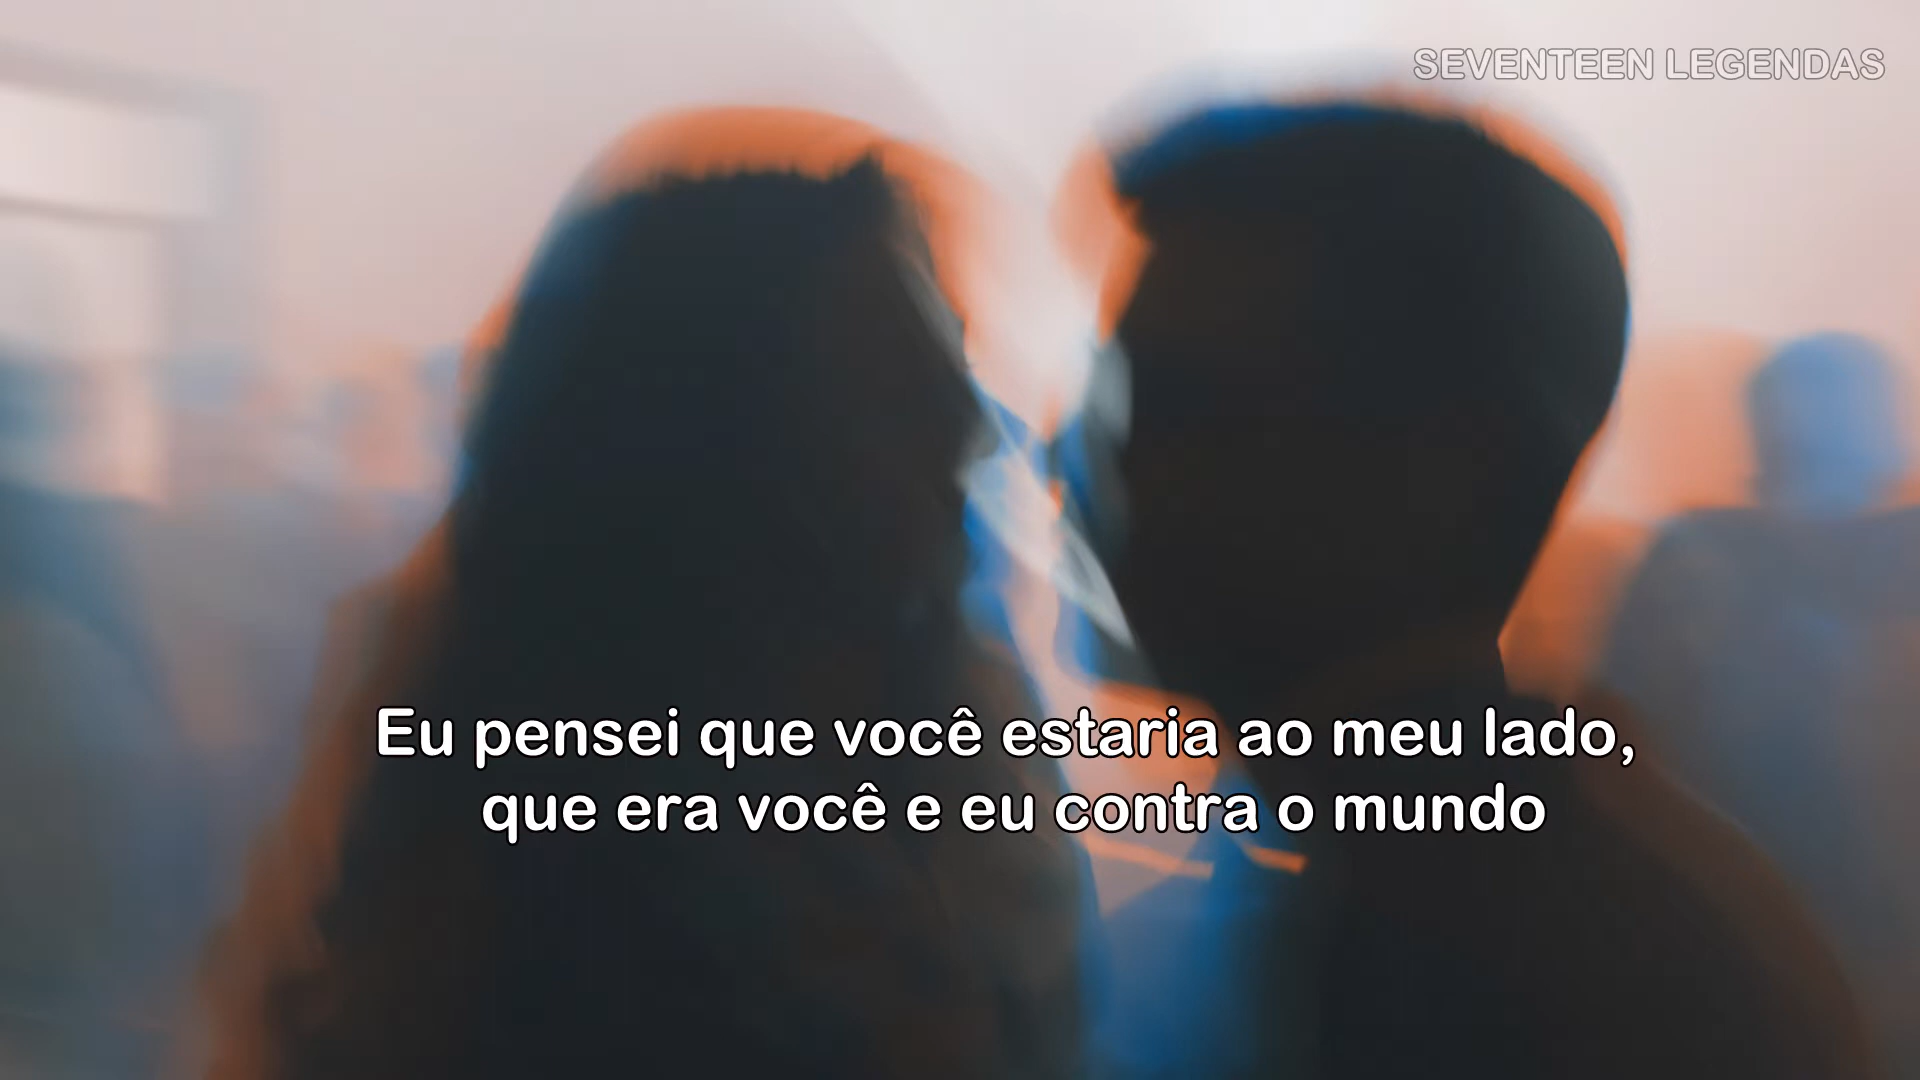 SEVENTEEN LEGENDAS
Eu pensei que você estaria ao meu lado,
que era você e eu contra o mundo